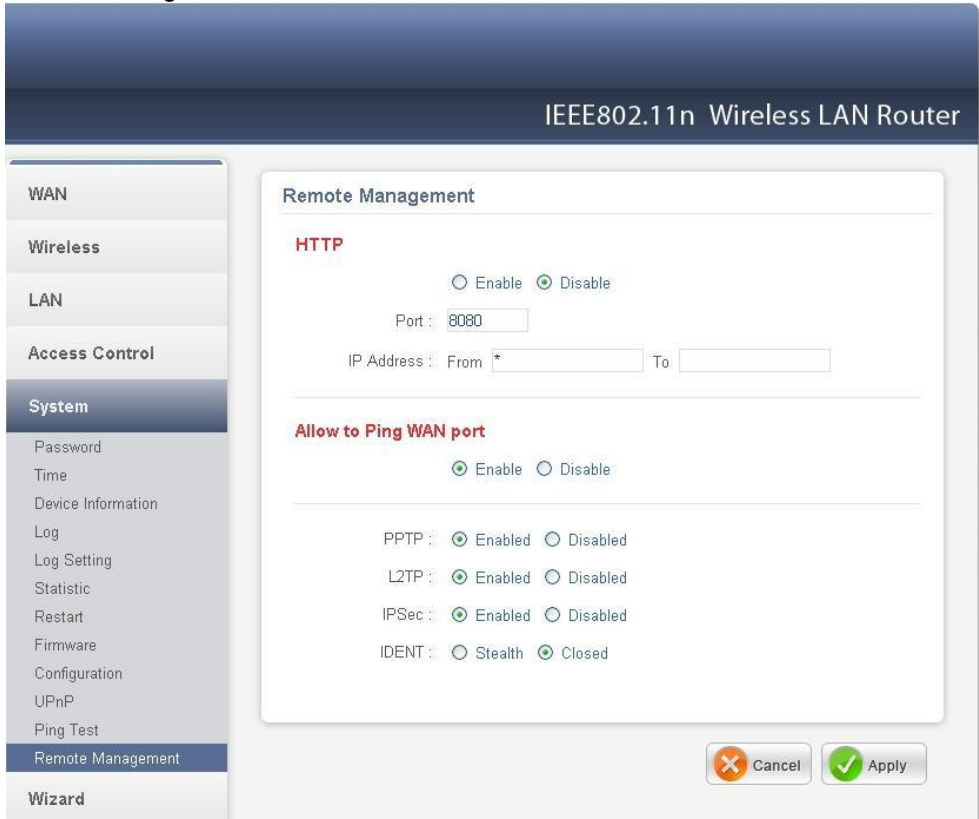 IEEE802.11n Wireless LAN Router
WAN
Wireless
LAN
Access Control
System
Password
Time
Device Information
Log
Log Setting
Statistic
Restart
Firmware
Configuration
UPnP
Ping Test
Remote Management
Wizard
Remote Management
HTTP
Enable Disable
Port : 8080
IP Address : From * To
Allow to Ping WAN port
Enable Disable
PPTP : Enabled Disabled
L2TP : Enabled Disabled
IPSec : Enabled Disabled
IDENT : Stealth Closed
Cancel Apply